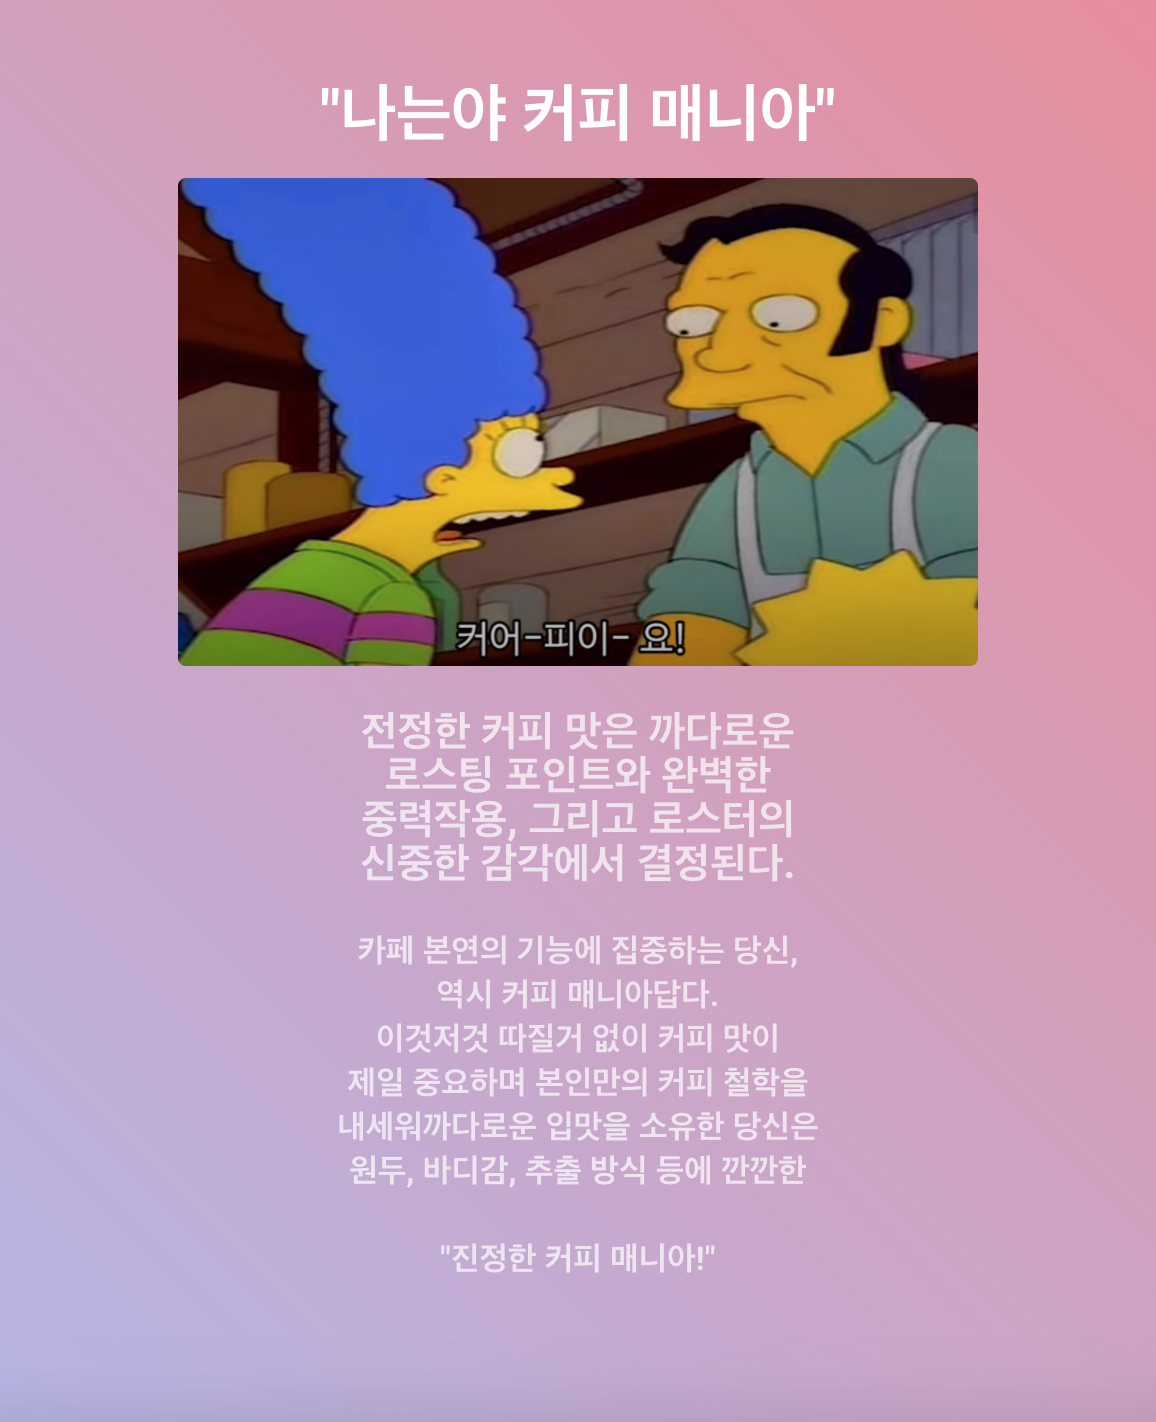 "나는야 커피 매니아"
커어-피이- 요!
전정한 커피 맛은 까다로운
로스팅 포인트와 완벽한
중력작용, 그리고 로스터의
신중한 감각에서 결정된다.
카페 본연의 기능에 집중하는 당신,
역시 커피 매니아답다.
이것저것 따질거 없이 커피 맛이
제일 중요하며 본인만의 커피 철학을
내세워까다로운 입맛을 소유한 당신은
원두, 바디감, 추출 방식 등에 깐깐한
"진정한 커피 매니아!"